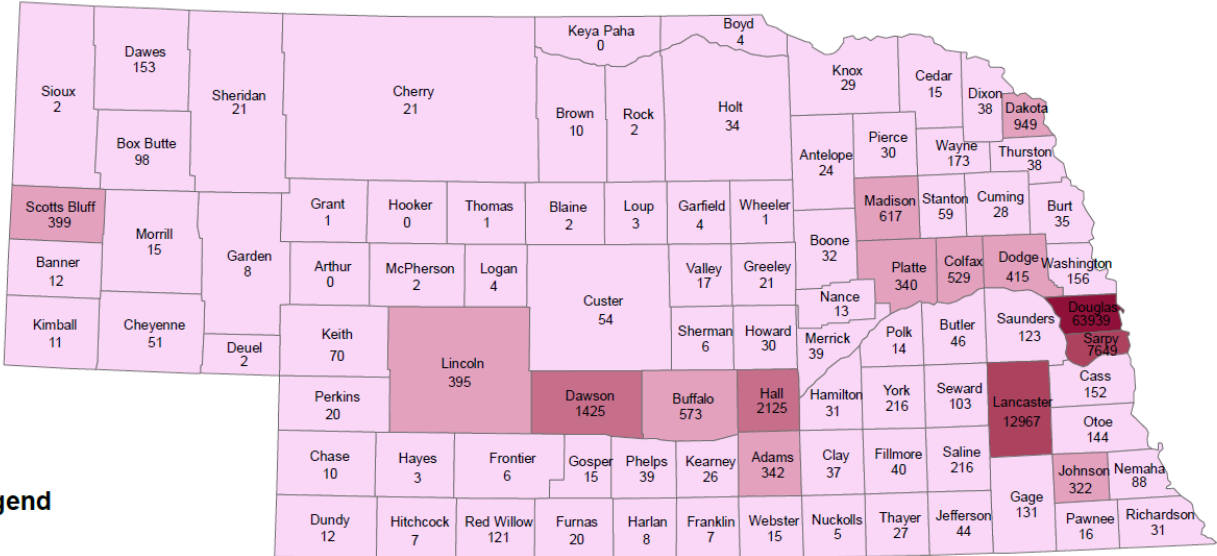 Keya Paha
0
Boyd
4
Dawes
153
Sioux
2
Sheridan
21
Cherry
21
Box Butte
98
Brown
10
Rock
2
Holt
34
Knox
29
Cedar
15
Dixon
38
Dakota
949
Antelope
24
Pierce
30
Wayne
173
Thurston
38
Scotts Bluff
399
Morrill
15
Garden
8
Grant
1
Hooker
0
Thomas
1
Blaine
2
Loup
3
Garfield
4
Wheeler
1
Madison
617
Stanton
59
Cuming
28
Burt
35
Boone
32
Banner
12
Arthur
0
McPherson
2
Logan
4
Custer
54
Valley
17
Greeley
21
Platte
340
Colfax
529
Dodge
415
Washington
156
Nance
13
Kimball
11
Cheyenne
51
Deuel
2
Keith
70
Lincoln
395
Sherman
6
Howard
30
Merrick
39
Polk
14
Butler
46
Saunders
123
Douglas
63939
Sarpy
7649
Perkins
20
Dawson
1425
Buffalo
573
Hall
2125
Hamilton
31
York
216
Seward
103
Lancaster
12967
Cass
152
Otoe
144
Chase
10
Hayes
3
Frontier
6
Gosper
15
Phelps
39
Kearney
26
Adams
342
Clay
37
Fillmore
40
Saline
216
Johnson
322
Nemaha
88
Gage
131
gend
Dundy
12
Hitchcock
7
Red Willow
121
Furnas
20
Harlan
8
Franklin
7
Webster
15
Nuckolls
5
Thayer
27
Jefferson
44
Pawnee
16
Richardson
31